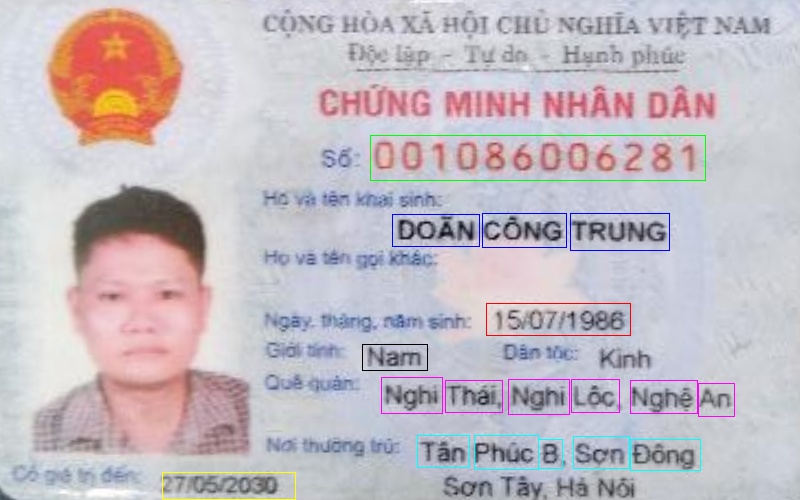 CỘNG HÒA XÃ HỘI CHỦ NGHĨA VIỆT NAM
Độc lập - Tự do - Hạnh phúc
CHỨNG MINH NHÂN DÂN
Số: 001086006281
Họ và tên khai sinh:
DOÃN CÔNG TRUNG
Họ và tên gọi khác:
Ngày, tháng, năm sinh: 15/07/1986
Giới tính: Nam Dân tộc: Kinh
Quê quán: Nghi Thái, Nghi Lộc, Nghệ An
Nơi thường trú: Tân Phúc B, Sơn Đông
Có giá trị đến: 27/05/2030 Sơn Tây, Hà Nội